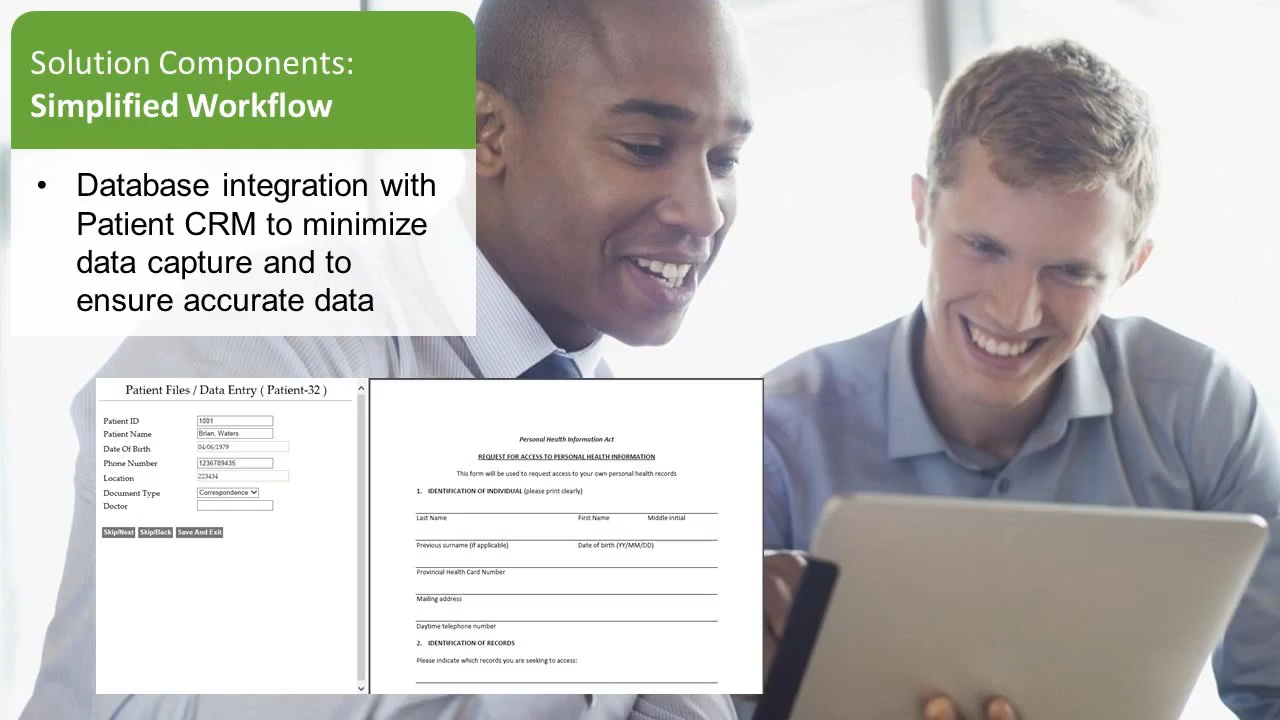 Solution Components:
Simplified Workflow
• Database integration with
Patient CRM to minimize
data capture and to
ensure accurate data
Patient Files / Data Entry ( Patient-32 )
Patient ID 1001
Patient Name Brian, Waters
Date Of Birth 04/06/1979
Phone Number 1236789435
Location 223434
Document Type Correspondence
Doctor
Skip/Next Skip/Back Save And Exit
Personal Health Information Act
REQUEST FOR ACCESS TO PERSONAL HEALTH INFORMATION
This form will be used to request access to your own personal health records
1. IDENTIFICATION OF INDIVIDUAL (please print clearly)
Last Name First Name Middle initial
Previous surname (if applicable) Date of birth (YY/MM/DD)
Provincial Health Card Number
Mailing address
Daytime telephone number
2. IDENTIFICATION OF RECORDS
Please indicate which records you are seeking to access: